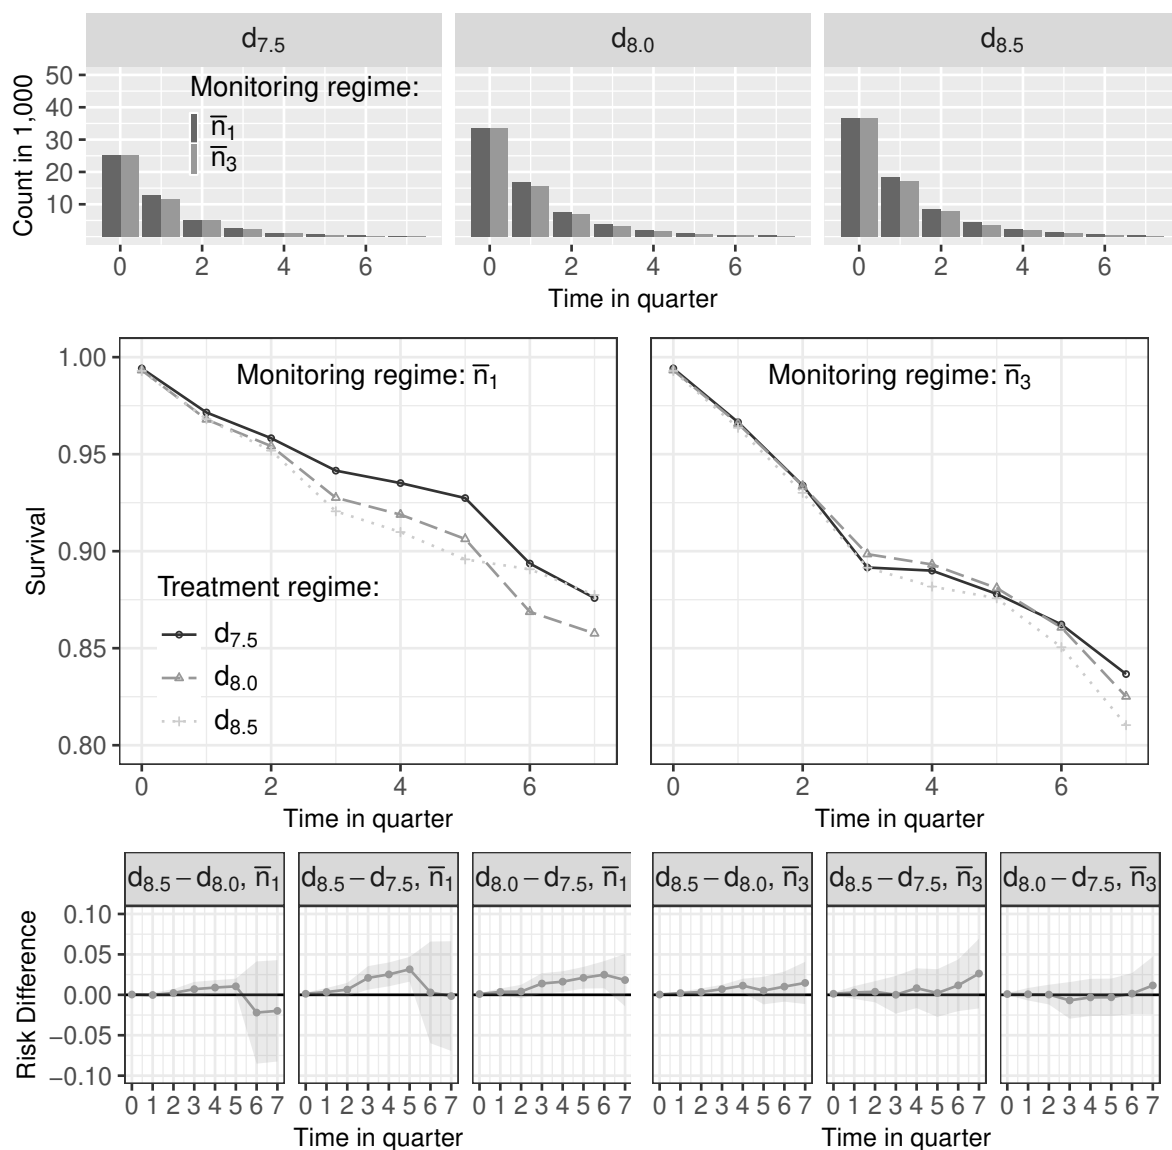 d7.5 d8.0 d8.5
Count in 1,000
50
40
30
20
10
Monitoring regime:
n̅1
n̅3
0 2 4 6 0 2 4 6 0 2 4 6
Time in quarter
Survival
1.00
0.95
0.90
0.85
0.80
Monitoring regime: n̅1
Treatment regime:
d7.5
d8.0
d8.5
0 2 4 6
Time in quarter
Monitoring regime: n̅3
0 2 4 6
Time in quarter
d8.5 − d8.0, n̅1 d8.5 − d7.5, n̅1 d8.0 − d7.5, n̅1 d8.5 − d8.0, n̅3 d8.5 − d7.5, n̅3 d8.0 − d7.5, n̅3
Risk Difference
0.10
0.05
0.00
−0.05
−0.10
0 1 2 3 4 5 6 7 0 1 2 3 4 5 6 7 0 1 2 3 4 5 6 7 0 1 2 3 4 5 6 7 0 1 2 3 4 5 6 7 0 1 2 3 4 5 6 7
Time in quarter Time in quarter